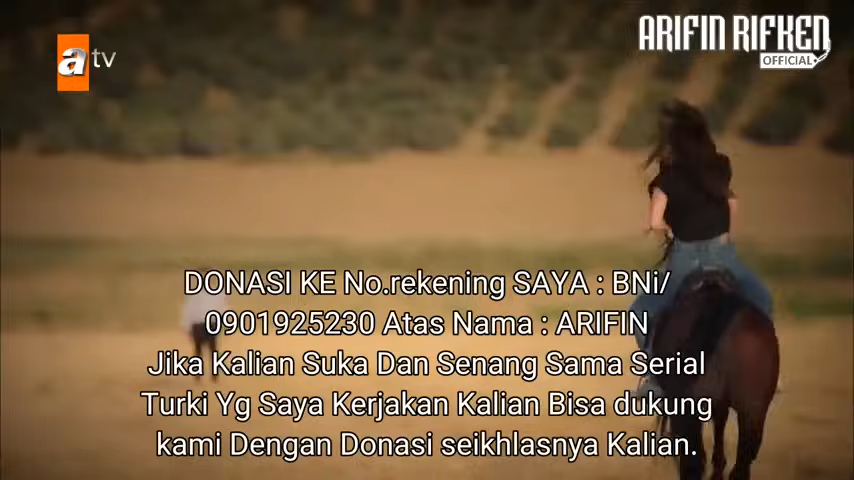 a tv
ARIFIN RIFKEN
OFFICIAL
DONASI KE No.rekening SAYA : BNi/
0901925230 Atas Nama : ARIFIN
Jika Kalian Suka Dan Senang Sama Serial
Turki Yg Saya Kerjakan Kalian Bisa dukung
kami Dengan Donasi seikhlasnya Kalian.